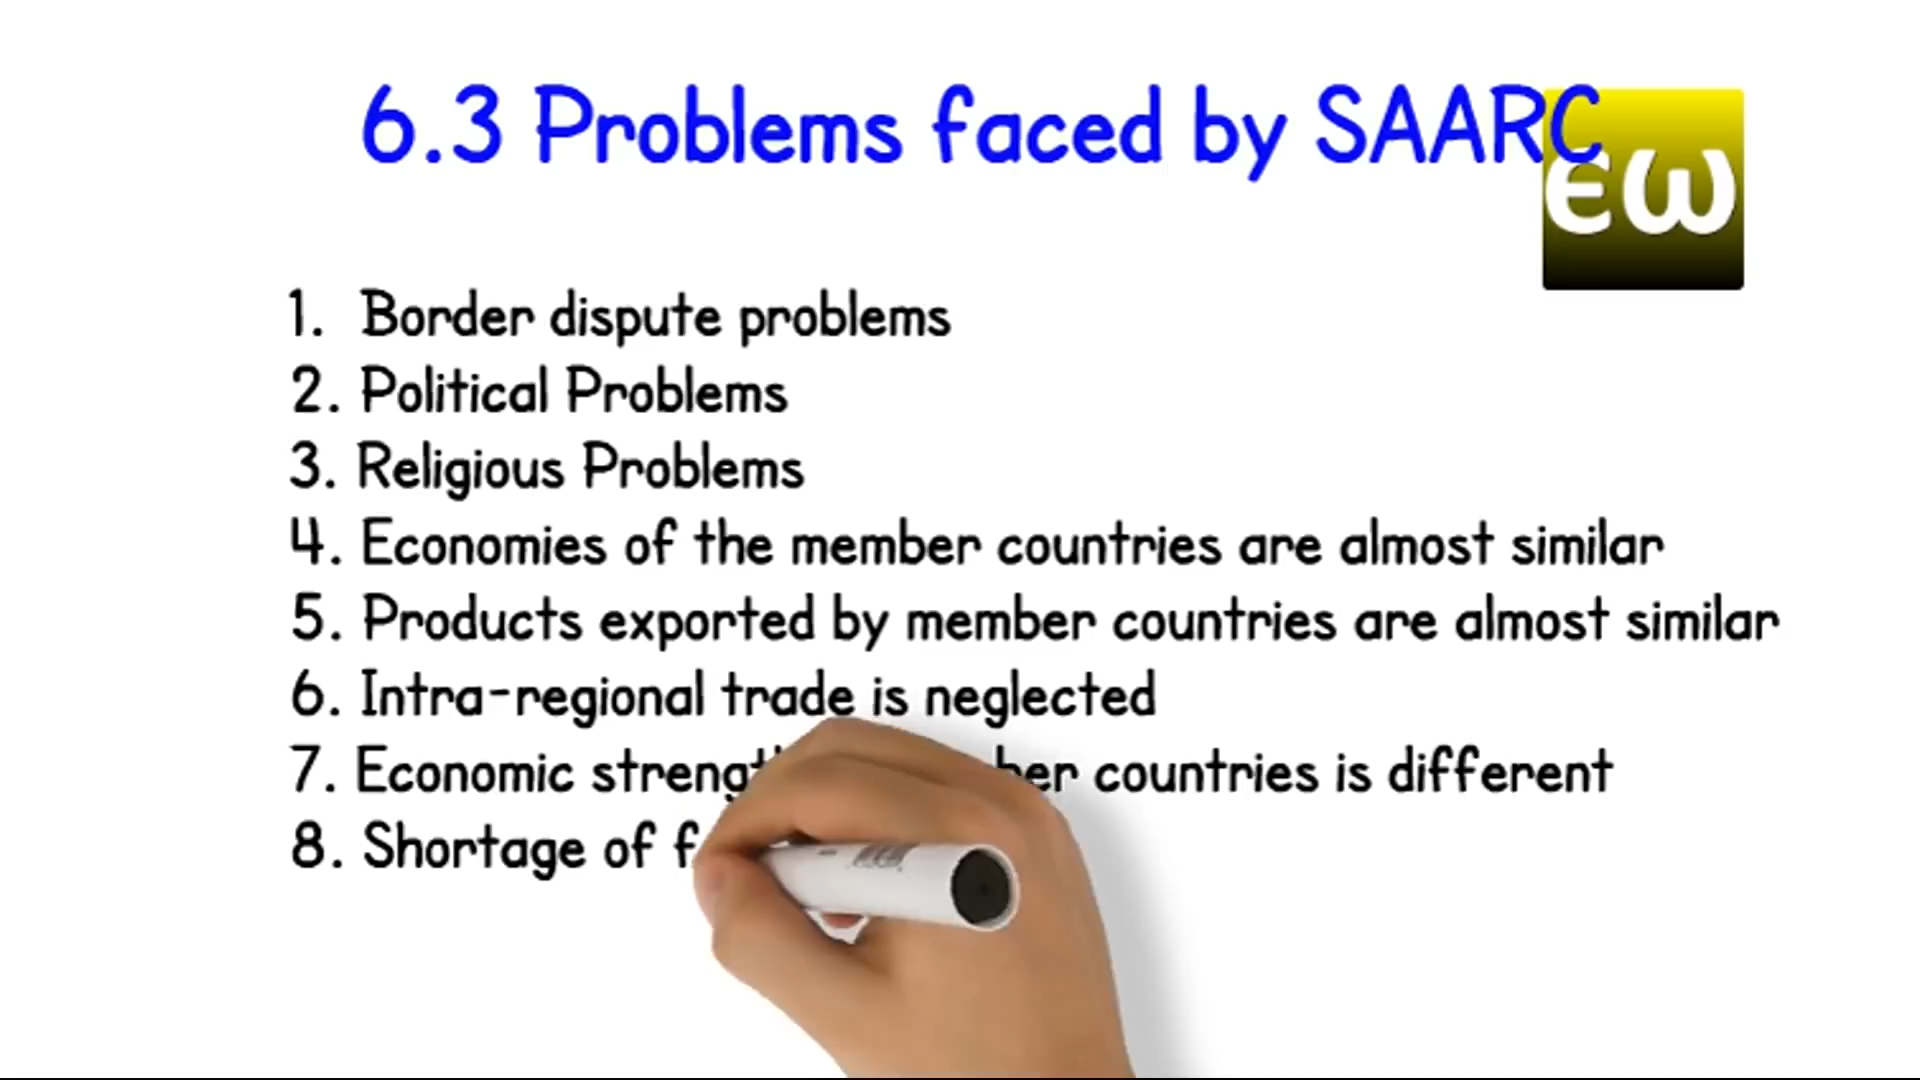 6.3 Problems faced by SAARC
єω
1. Border dispute problems
2. Political Problems
3. Religious Problems
4. Economies of the member countries are almost similar
5. Products exported by member countries are almost similar
6. Intra-regional trade is neglected
7. Economic countries is different
8. Shortage of